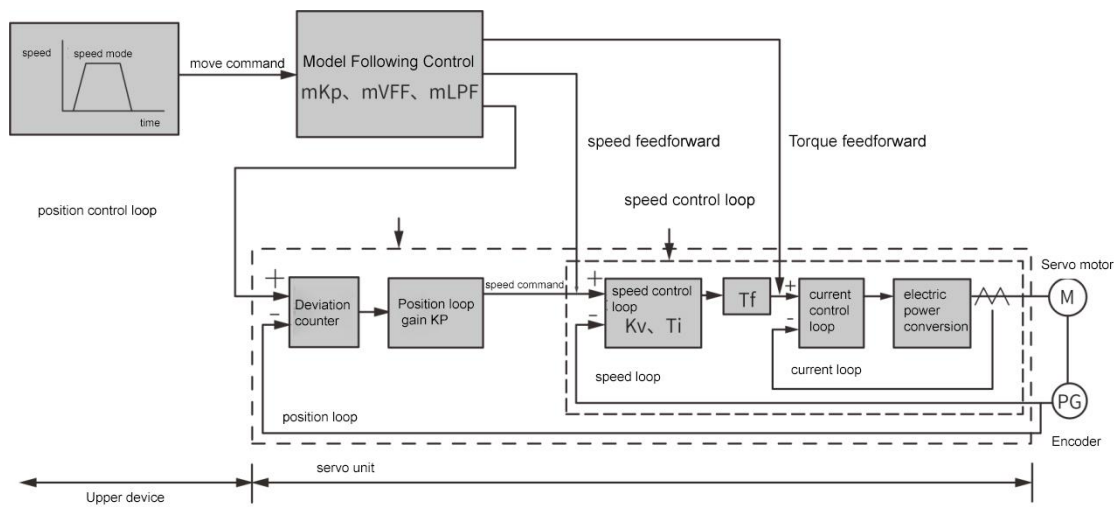 speed
speed mode
time
move command
Model Following Control
mKp、mVFF、mLPF
speed feedforward
Torque feedforward
position control loop
speed control loop
Servo motor
+
-
Deviation
counter
Position loop
gain KP
speed command
+
-
speed control
loop
Kv、Ti
Tf
+
-
current
control
loop
electric
power
conversion
M
speed loop
current loop
PG
position loop
Encoder
servo unit
Upper device